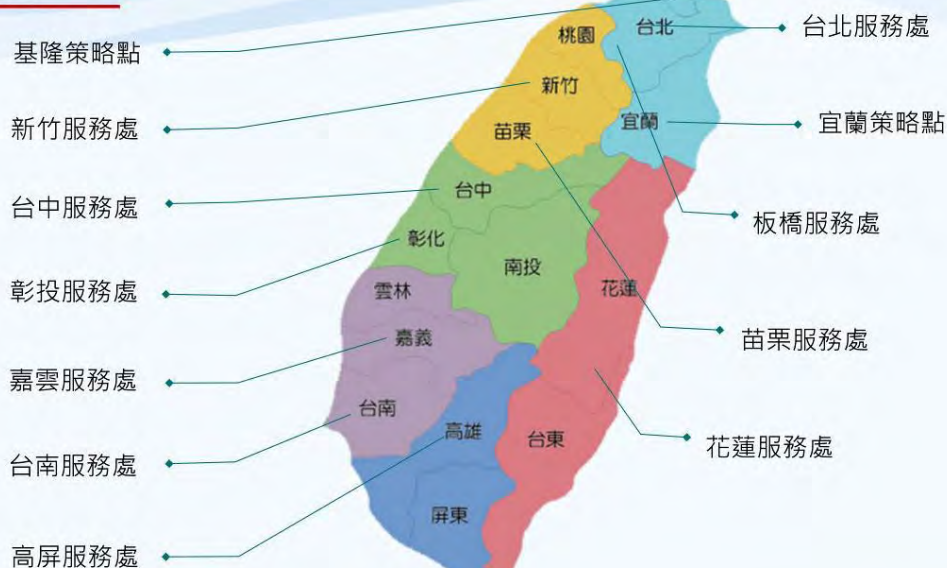 基隆策略點
新竹服務處
台中服務處
彰投服務處
嘉雲服務處
台南服務處
高屏服務處
桃園
台北
新竹
宜蘭
苗栗
台中
彰化
南投
花蓮
雲林
嘉義
台南
高雄
台東
屏東
台北服務處
宜蘭策略點
板橋服務處
苗栗服務處
花蓮服務處